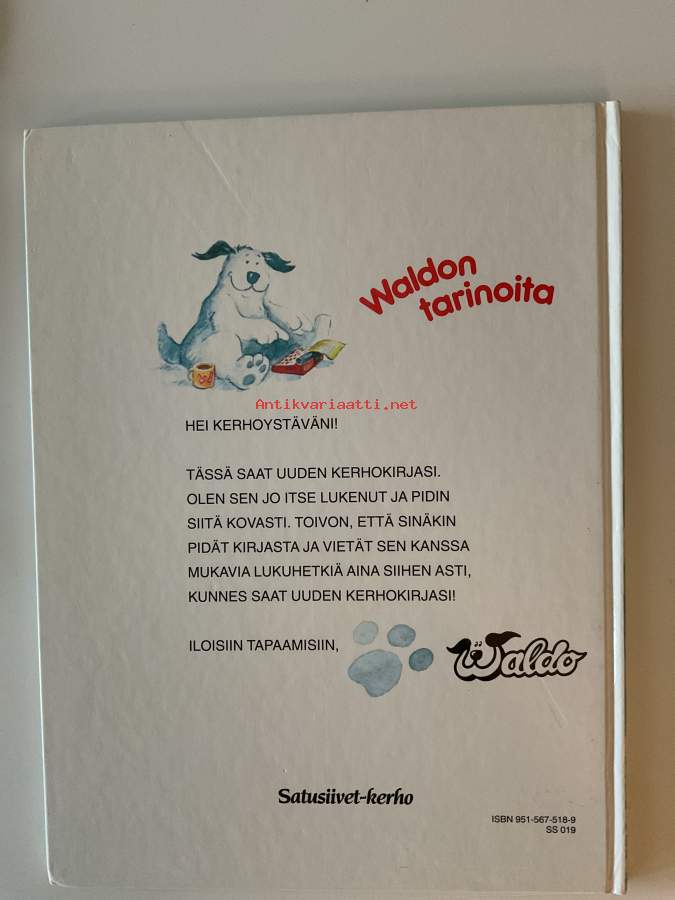 Waldon
tarinoita
W
Antikvariaatti.net
HEI KERHOYSTÄVÄNI!
TÄSSÄ SAAT UUDEN KERHOKIRJASI.
OLEN SEN JO ITSE LUKENUT JA PIDIN
SIITÄ KOVASTI. TOIVON, ETTÄ SINÄKIN
PIDÄT KIRJASTA JA VIETÄT SEN KANSSA
MUKAVIA LUKUHETKIÄ AINA SIIHEN ASTI,
KUNNES SAAT UUDEN KERHOKIRJASI!
ILOISIIN TAPAAMISIIN,
Waldo
Satusiivet-kerho
ISBN 951-567-518-9
SS 019